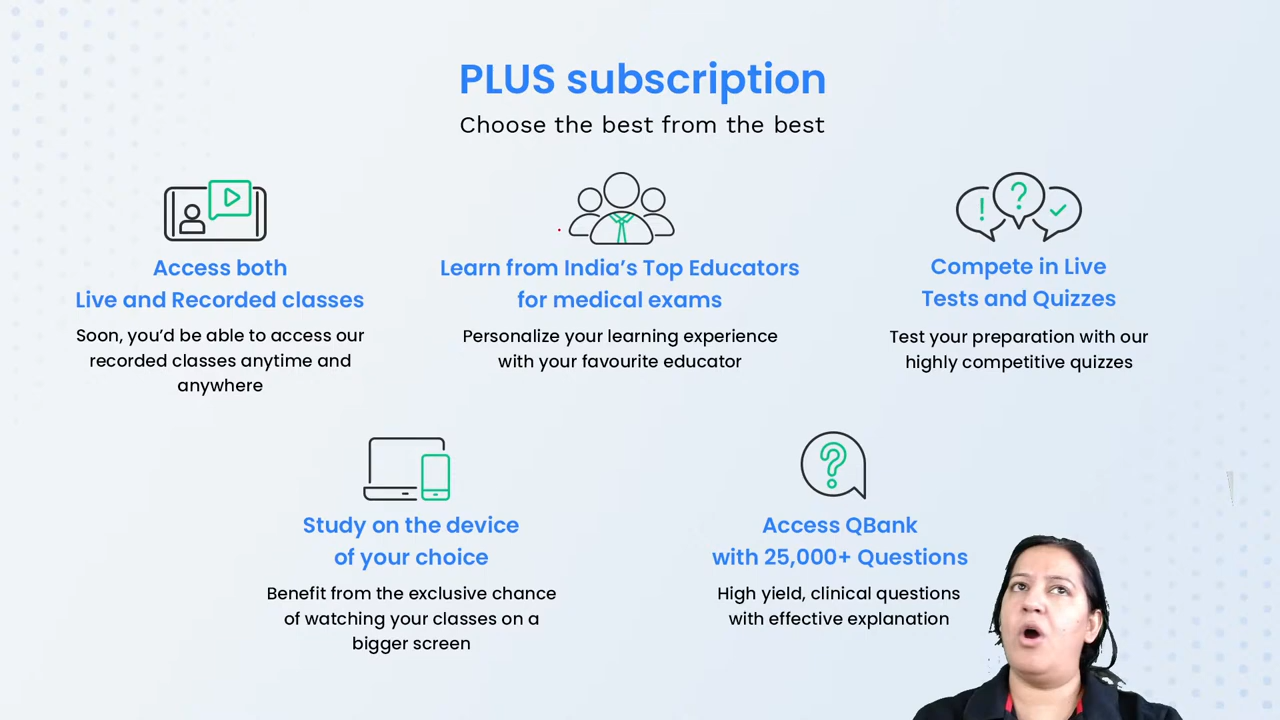 PLUS subscription
Choose the best from the best
Access both
Live and Recorded classes
Soon, you’d be able to access our
recorded classes anytime and
anywhere
Learn from India’s Top Educators
for medical exams
Personalize your learning experience
with your favourite educator
Compete in Live
Tests and Quizzes
Test your preparation with our
highly competitive quizzes
Study on the device
of your choice
Benefit from the exclusive chance
of watching your classes on a
bigger screen
Access QBank
with 25,000+ Questions
High yield, clinical questions
with effective explanation